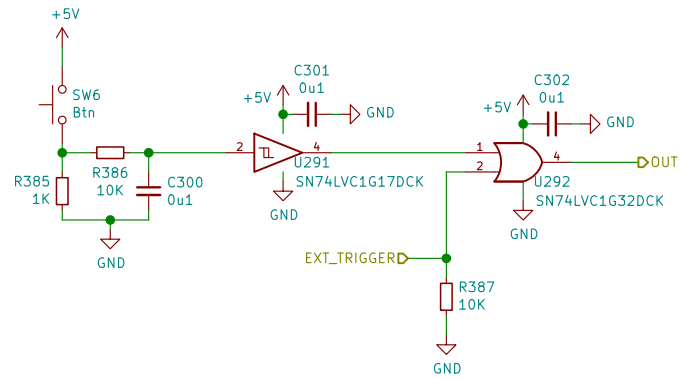 +5V
SW6
Btn
R385
1K
R386
10K
C300
0u1
GND
+5V
C301
0u1
GND
2
4
U291
SN74LVC1G17DCK
GND
+5V
C302
0u1
GND
1
2
4
U292
SN74LVC1G32DCK
GND
OUT
EXT_TRIGGER
R387
10K
GND